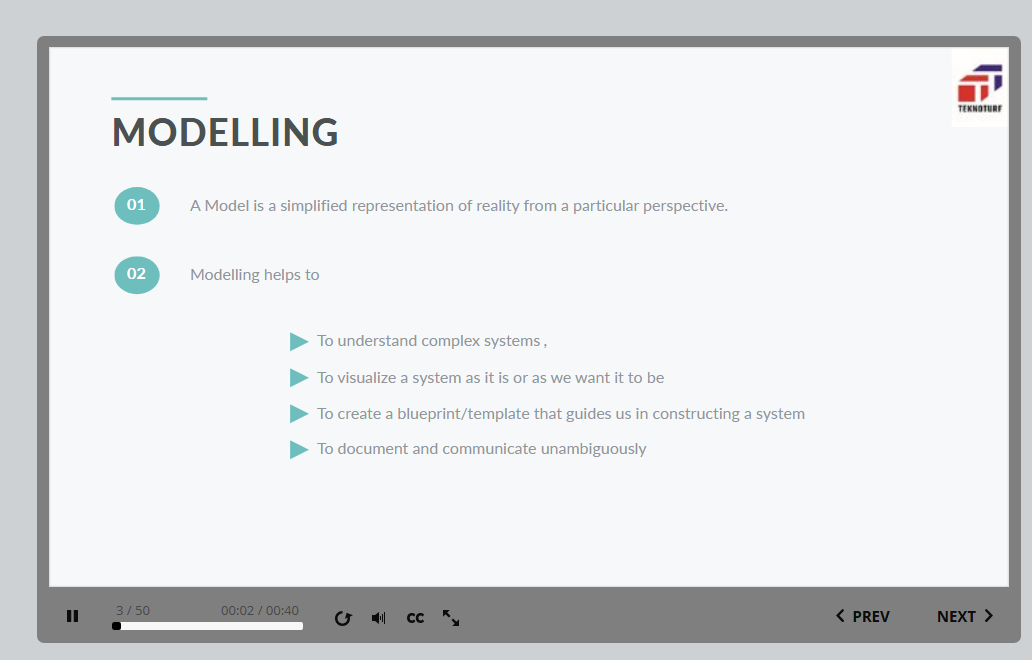 TEKNOTURF
MODELLING
01
A Model is a simplified representation of reality from a particular perspective.
02
Modelling helps to
To understand complex systems ,
To visualize a system as it is or as we want it to be
To create a blueprint/template that guides us in constructing a system
To document and communicate unambiguously
3 / 50
00:02 / 00:40
CC
PREV
NEXT